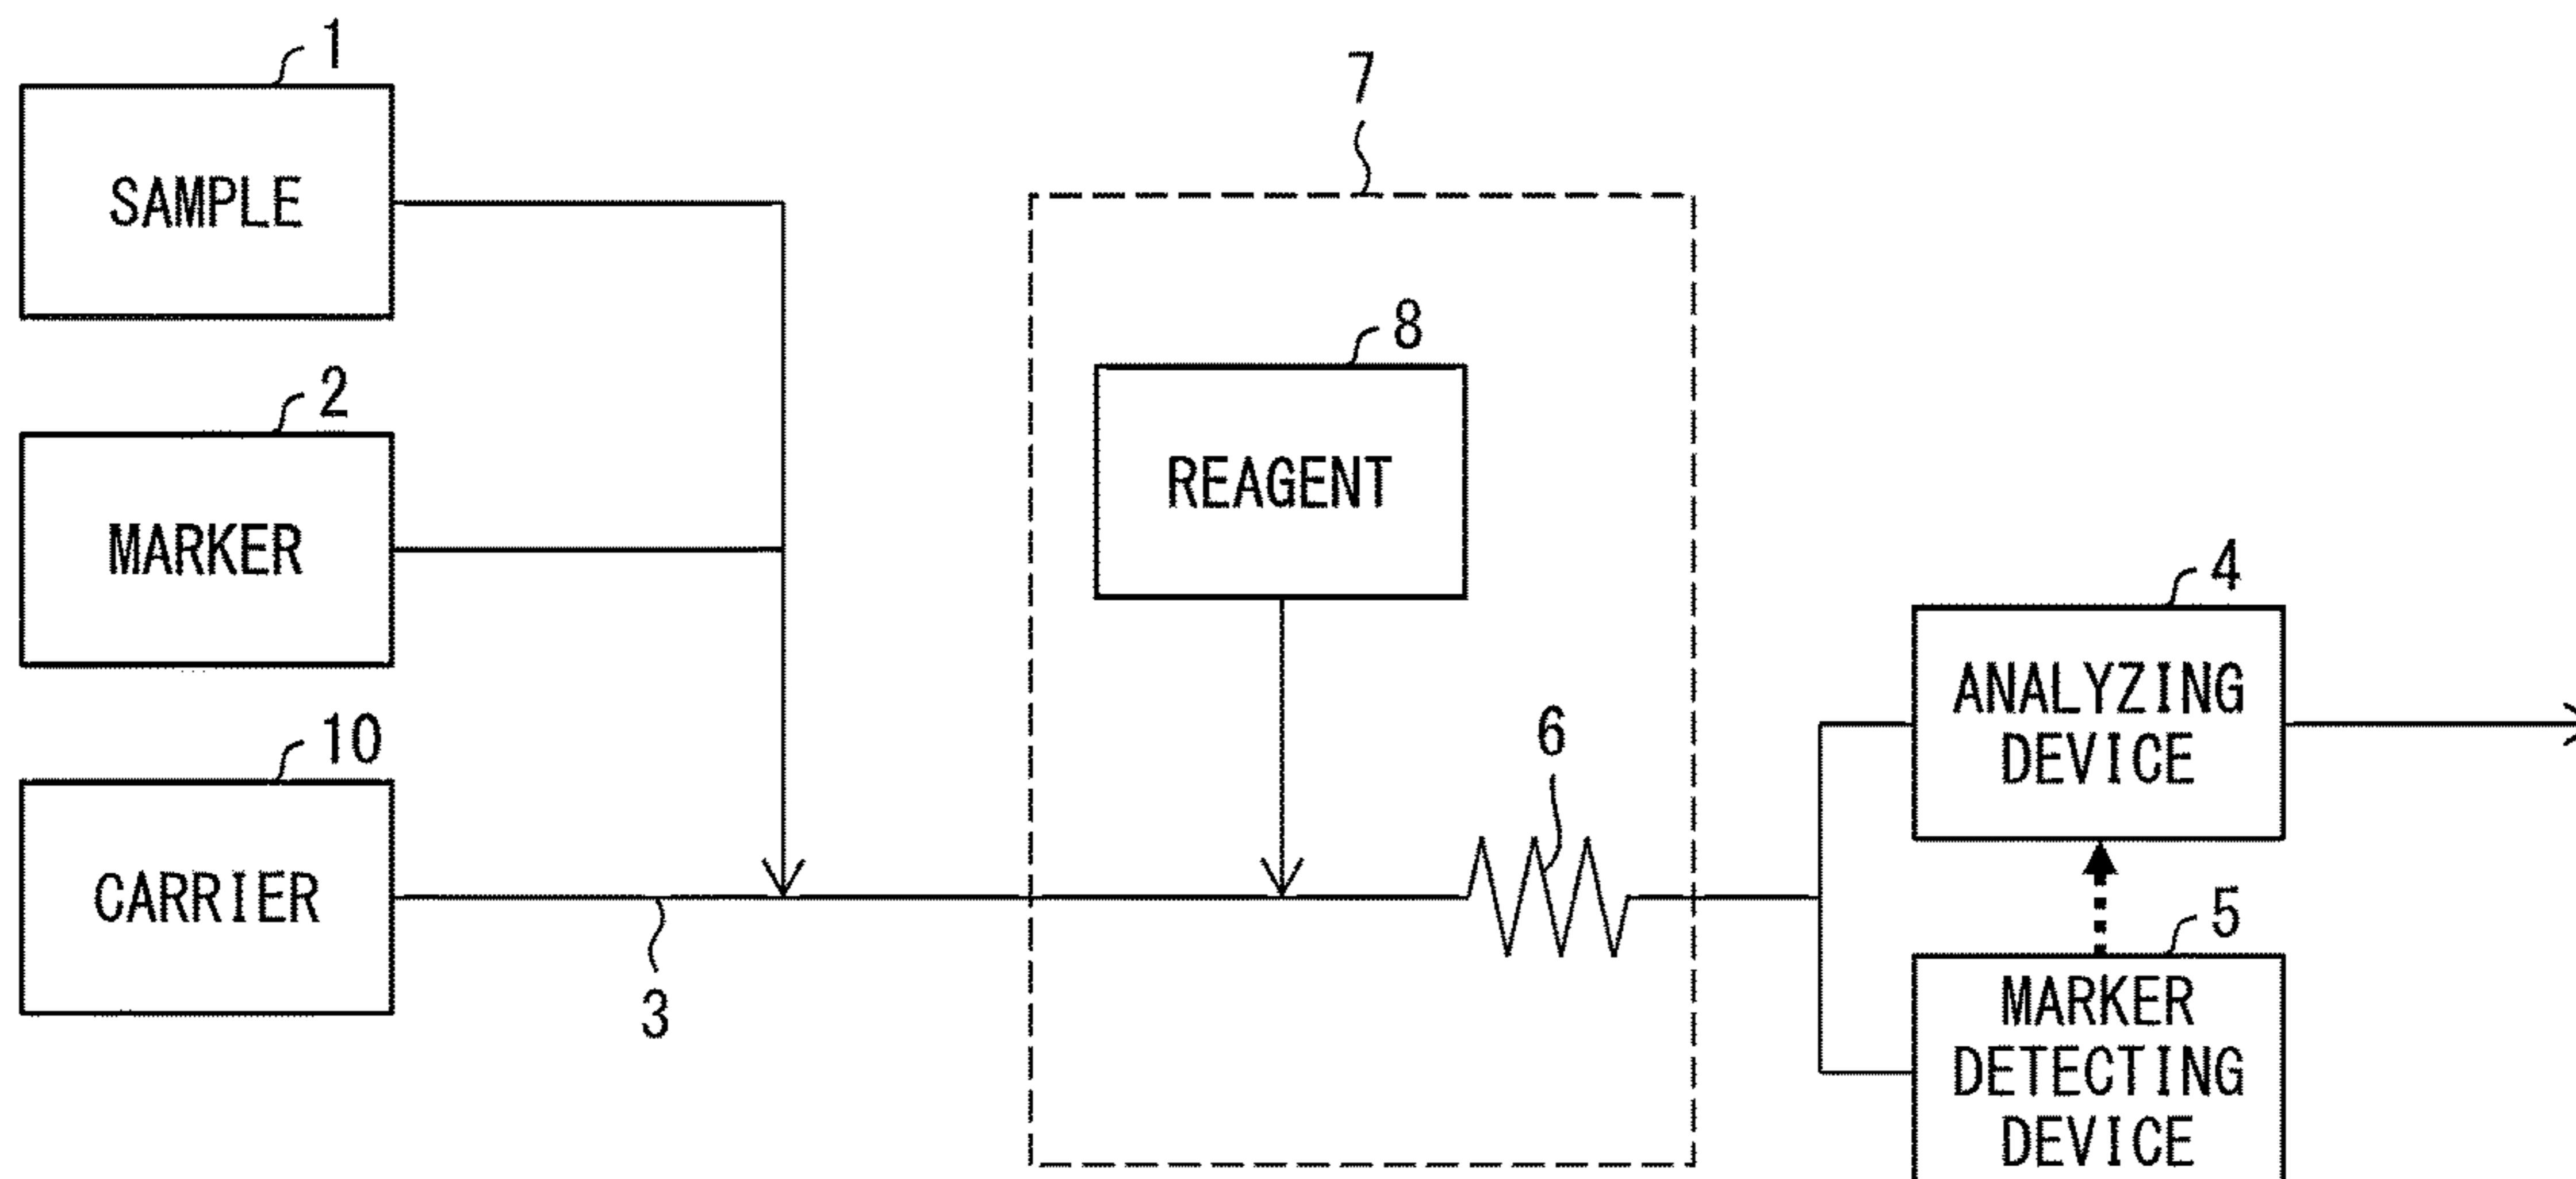 1
SAMPLE
2
MARKER
10
CARRIER
3
7
8
REAGENT
6
4
ANALYZING
DEVICE
5
MARKER
DETECTING
DEVICE